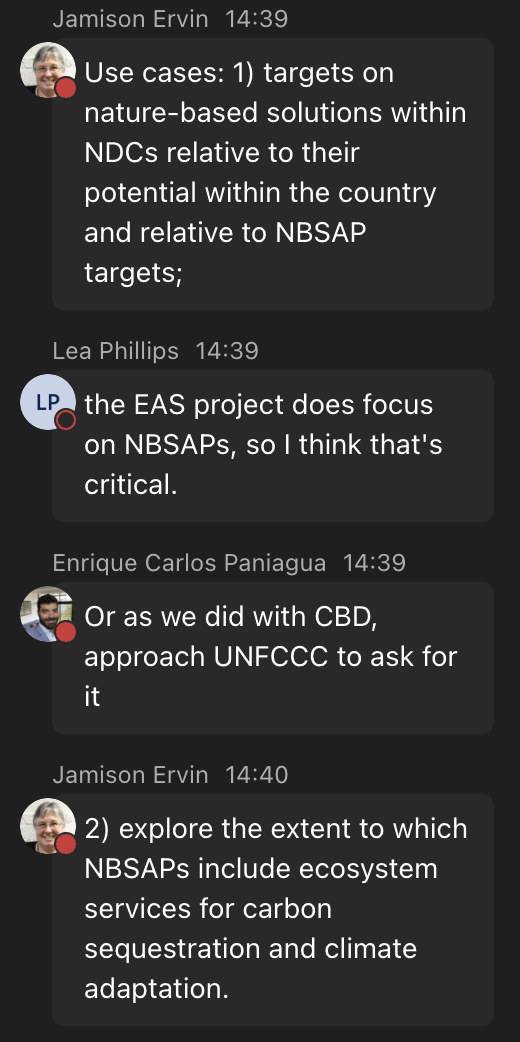 Jamison Ervin 14:39
Use cases: 1) targets on
nature-based solutions within
NDCs relative to their
potential within the country
and relative to NBSAP
targets;
Lea Phillips 14:39
LP
the EAS project does focus
on NBSAPs, so I think that's
critical.
Enrique Carlos Paniagua 14:39
Or as we did with CBD,
approach UNFCCC to ask for
it
Jamison Ervin 14:40
2) explore the extent to which
NBSAPs include ecosystem
services for carbon
sequestration and climate
adaptation.